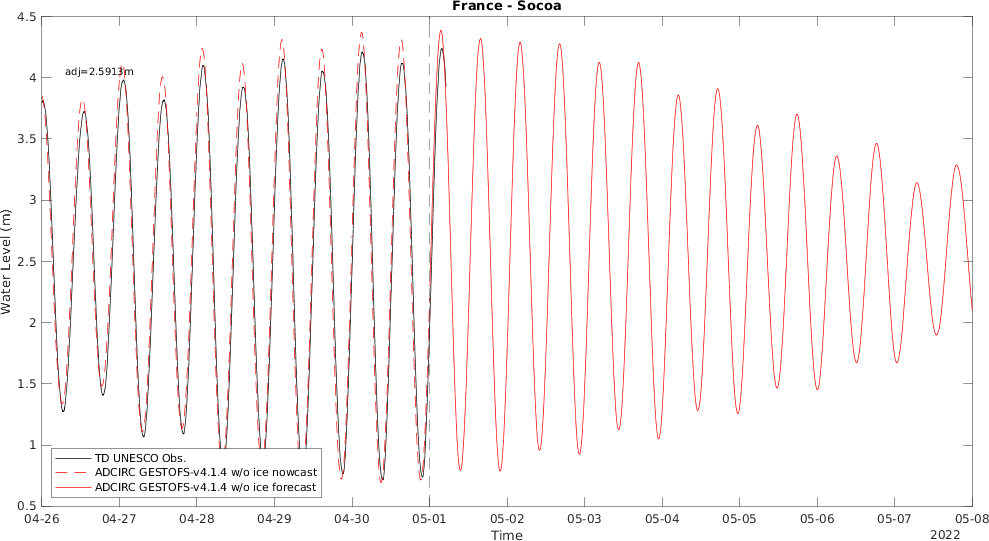 France - Socoa
4.5
4
3.5
3
2.5
2
1.5
1
0.5
Water Level (m)
adj=2.5913m
TD UNESCO Obs.
ADCIRC GESTOFS-v4.1.4 w/o ice nowcast
ADCIRC GESTOFS-v4.1.4 w/o ice forecast
04-26 04-27 04-28 04-29 04-30 05-01 05-02 05-03 05-04 05-05 05-06 05-07 05-08
Time
2022